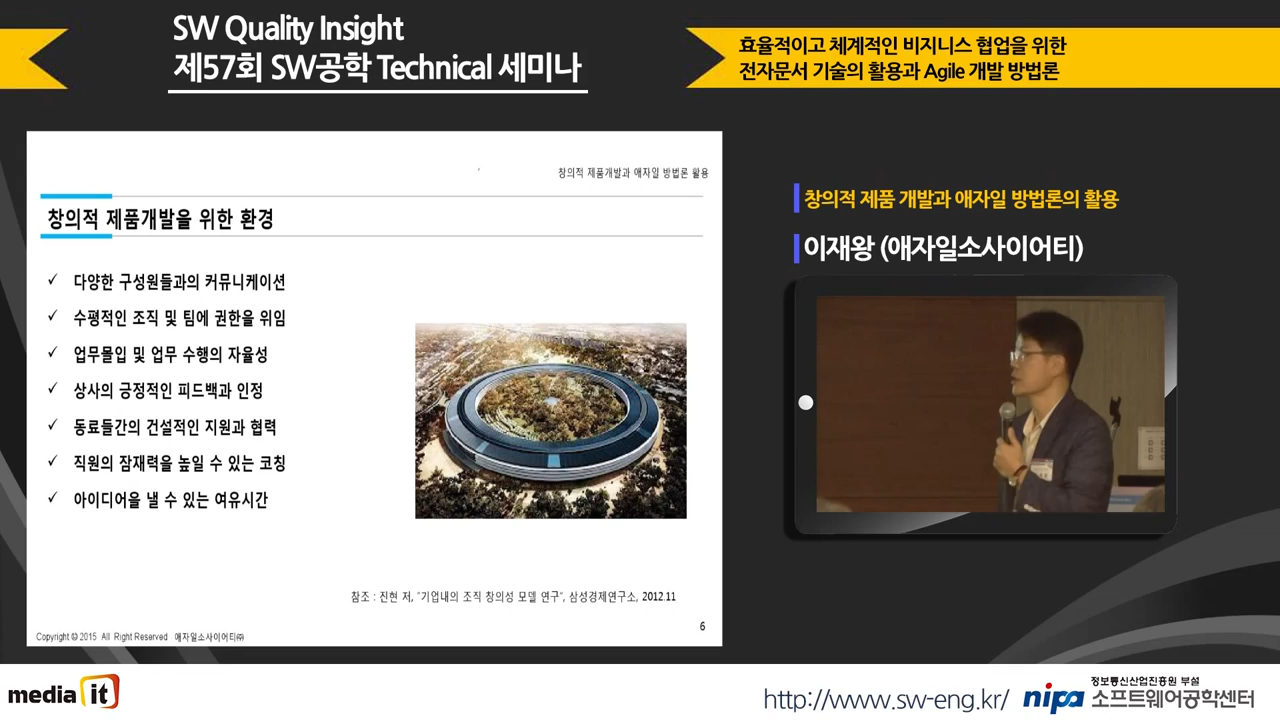 SW Quality Insight
제57회 SW공학 Technical 세미나
효율적이고 체계적인 비지니스 협업을 위한
전자문서 기술의 활용과 Agile 개발 방법론
창의적 제품개발과 애자일 방법론 활용
창의적 제품개발을 위한 환경
✓ 다양한 구성원들과의 커뮤니케이션
✓ 수평적인 조직 및 팀에 권한을 위임
✓ 업무몰입 및 업무 수행의 자율성
✓ 상사의 긍정적인 피드백과 인정
✓ 동료들간의 건설적인 지원과 협력
✓ 직원의 잠재력을 높일 수 있는 코칭
✓ 아이디어을 낼 수 있는 여유시간
참조 : 진현 저, "기업내의 조직 창의성 모델 연구", 삼성경제연구소, 2012.11
6
Copyright © 2015 All Right Reserved 애자일소사이어티㈜
창의적 제품 개발과 애자일 방법론의 활용
이재왕 (애자일소사이어티)
media it
http://www.sw-eng.kr/
nipa
정보통신산업진흥원 부설
소프트웨어공학센터